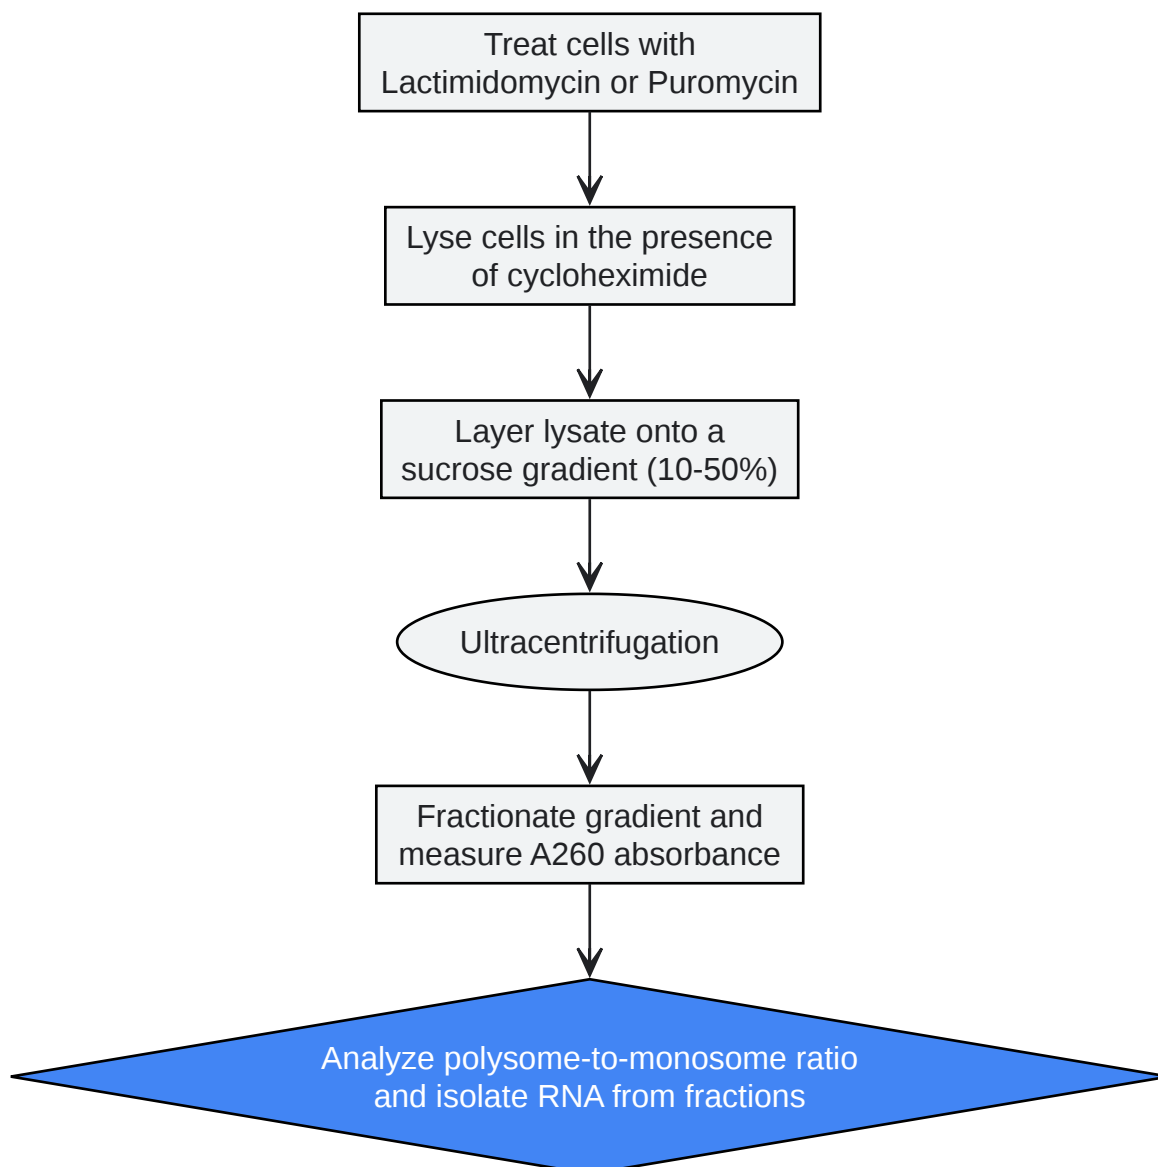 Treat cells with
Lactimidomycin or Puromycin
Lyse cells in the presence
of cycloheximide
Layer lysate onto a
sucrose gradient (10-50%)
Ultracentrifugation
Fractionate gradient and
measure A260 absorbance
Analyze polysome-to-monosome ratio
and isolate RNA from fractions